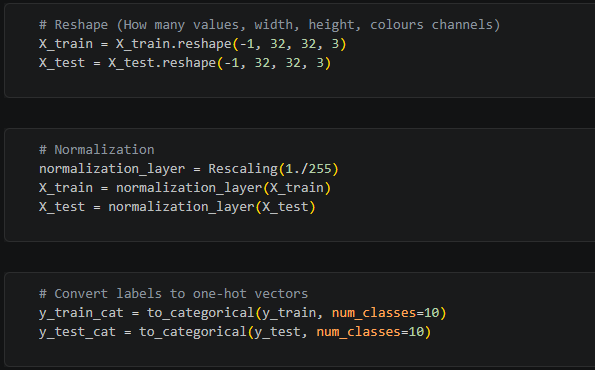 # Reshape (How many values, width, height, colours channels)
X_train = X_train.reshape(-1, 32, 32, 3)
X_test = X_test.reshape(-1, 32, 32, 3)
# Normalization
normalization_layer = Rescaling(1./255)
X_train = normalization_layer(X_train)
X_test = normalization_layer(X_test)
# Convert labels to one-hot vectors
y_train_cat = to_categorical(y_train, num_classes=10)
y_test_cat = to_categorical(y_test, num_classes=10)